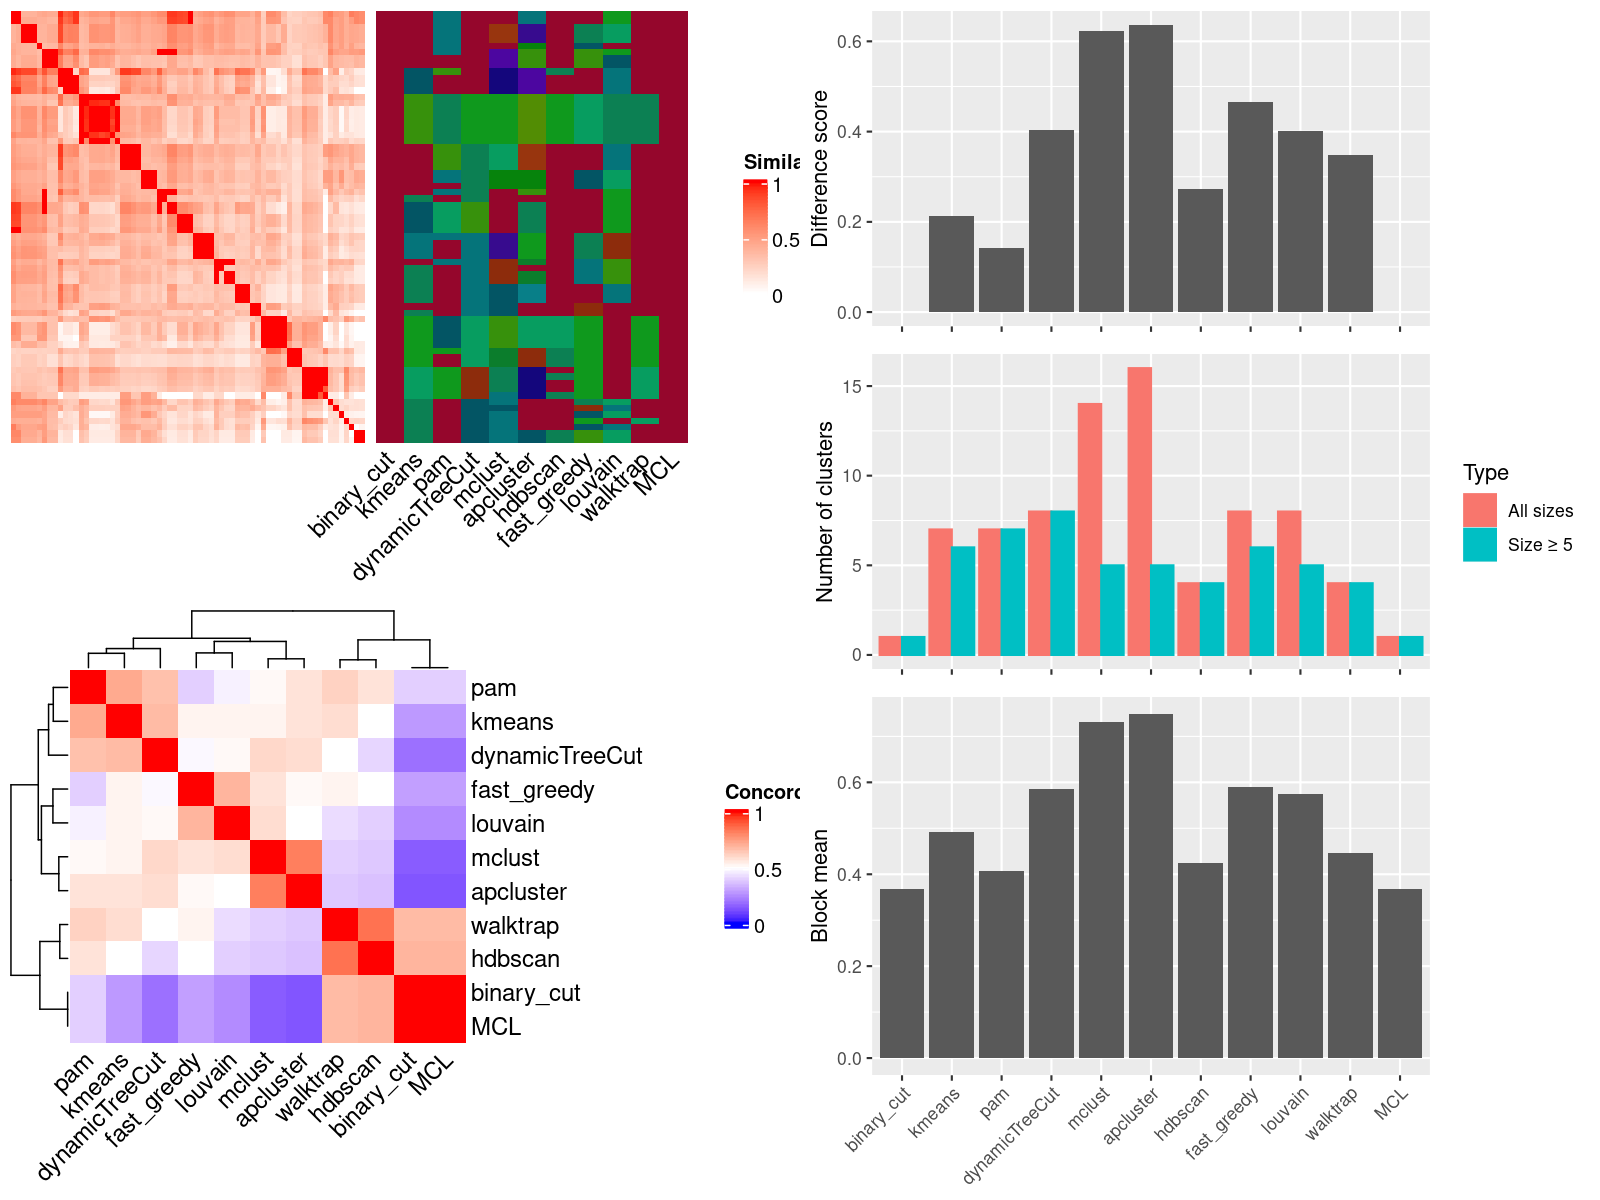 Simila
1
0.5
0
binary_cut
kmeans
pam
dynamicTreeCut
mclust
apcluster
hdbscan
fast_greedy
louvain
walktrap
MCL
pam
kmeans
dynamicTreeCut
fast_greedy
louvain
mclust
apcluster
walktrap
hdbscan
binary_cut
MCL
pam
kmeans
dynamicTreeCut
fast_greedy
louvain
mclust
apcluster
walktrap
hdbscan
binary_cut
MCL
Concord
1
0.5
0
Difference score
0.6
0.4
0.2
0.0
Number of clusters
15
10
5
0
Type
All sizes
Size ≥ 5
Block mean
0.6
0.4
0.2
0.0
binary_cut
kmeans
pam
dynamicTreeCut
mclust
apcluster
hdbscan
fast_greedy
louvain
walktrap
MCL